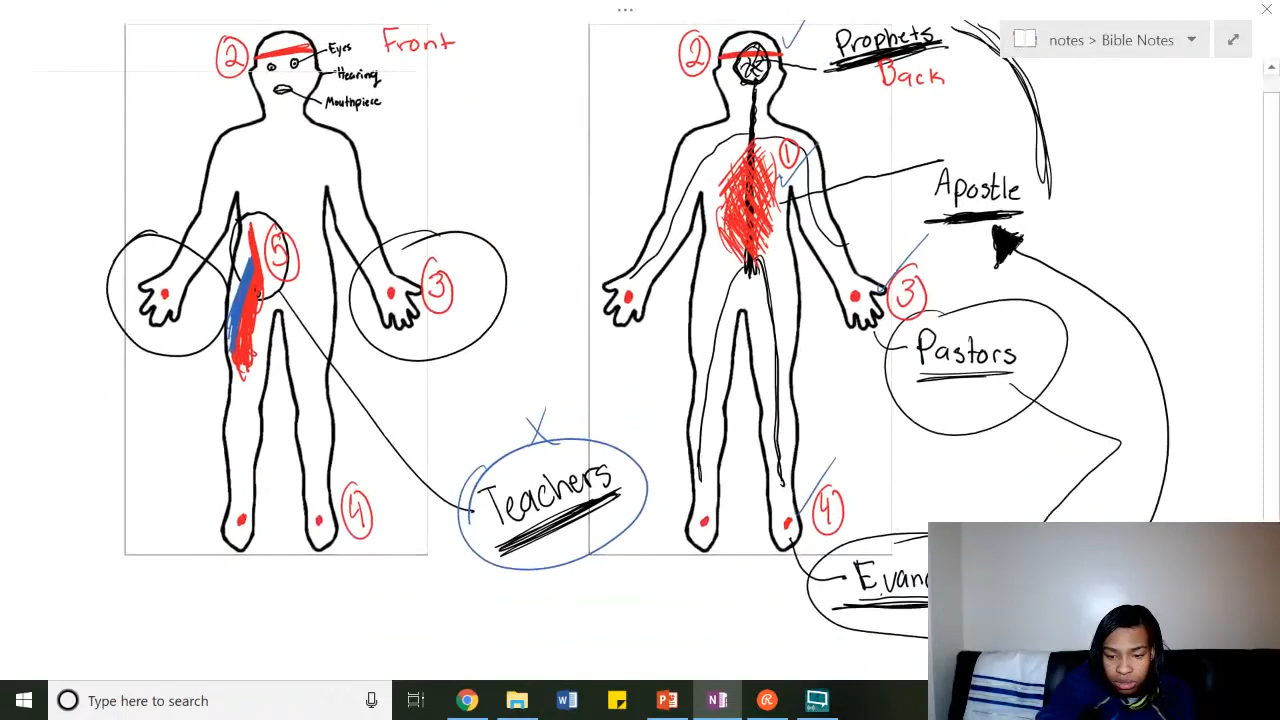 notes > Bible Notes
2
Eyes
Front
Hearing
Mouthpiece
2
Prophets
Back
1
Apostle
5
3
3
Pastors
Teachers
4
4
Evan
Type here to search